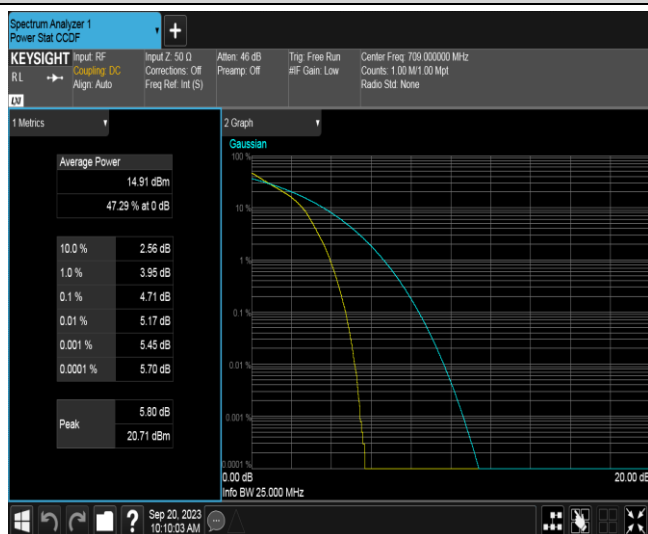 Spectrum Analyzer 1
Power Stat CCDF
+
KEYSIGHT
RL
LXI
Input: RF
Coupling: DC
Align: Auto
Input Z: 50 Ω
Corrections: Off
Freq Ref: Int (S)
Atten: 46 dB
Preamp: Off
Trig: Free Run
#IF Gain: Low
Center Freq: 709.000000 MHz
Counts: 1.00 M/1.00 Mpt
Radio Std: None
1 Metrics
Average Power
14.91 dBm
47.29 % at 0 dB
10.0 % 2.56 dB
1.0 % 3.95 dB
0.1 % 4.71 dB
0.01 % 5.17 dB
0.001 % 5.45 dB
0.0001 % 5.70 dB
Peak
5.80 dB
20.71 dBm
2 Graph
Gaussian
100 %
10 %
1 %
0.1 %
0.01 %
0.001 %
0.0001 %
0.00 dB
20.00 dB
Info BW 25.000 MHz
?
Sep 20, 2023
10:10:03 AM